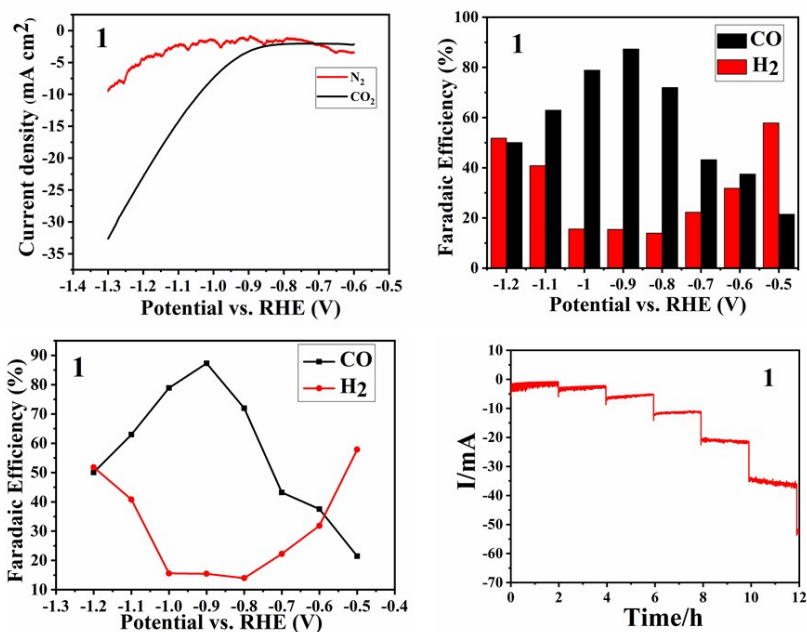 1
N2
CO2
Current density (mA cm2)
0
-5
-10
-15
-20
-25
-30
-35
-1.3 -1.2 -1.1 -1.0 -0.9 -0.8 -0.7 -0.6 -0.5
Potential vs. RHE (V)
1
CO
H2
Faradaic Efficiency (%)
100
80
60
40
20
0
-1.2 -1.1 -1 -0.9 -0.8 -0.7 -0.6 -0.5
Potential vs. RHE (V)
1
CO
H2
Faradaic Efficiency (%)
90
80
70
60
50
40
30
20
10
-1.2 -1.1 -1.0 -0.9 -0.8 -0.7 -0.6 -0.5 -0.4
Potential vs. RHE (V)
1
I/mA
10
0
-10
-20
-30
-40
-50
-60
-70
0 2 4 6 8 10 12
Time/h